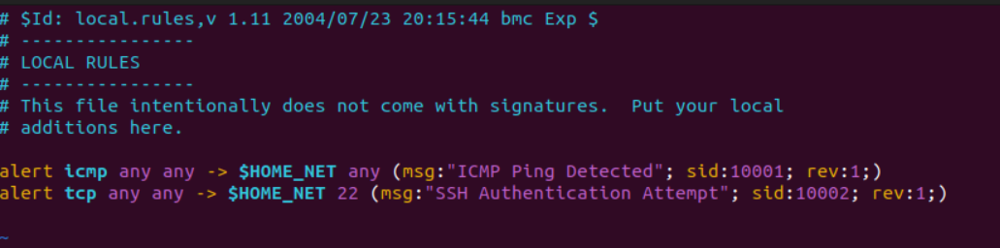 # $Id: local.rules,v 1.11 2004/07/23 20:15:44 bmc Exp $
# ----------------
# LOCAL RULES
# ----------------
# This file intentionally does not come with signatures.  Put your local
# additions here.
alert icmp any any -> $HOME_NET any (msg:"ICMP Ping Detected"; sid:10001; rev:1;)
alert tcp any any -> $HOME_NET 22 (msg:"SSH Authentication Attempt"; sid:10002; rev:1;)
~